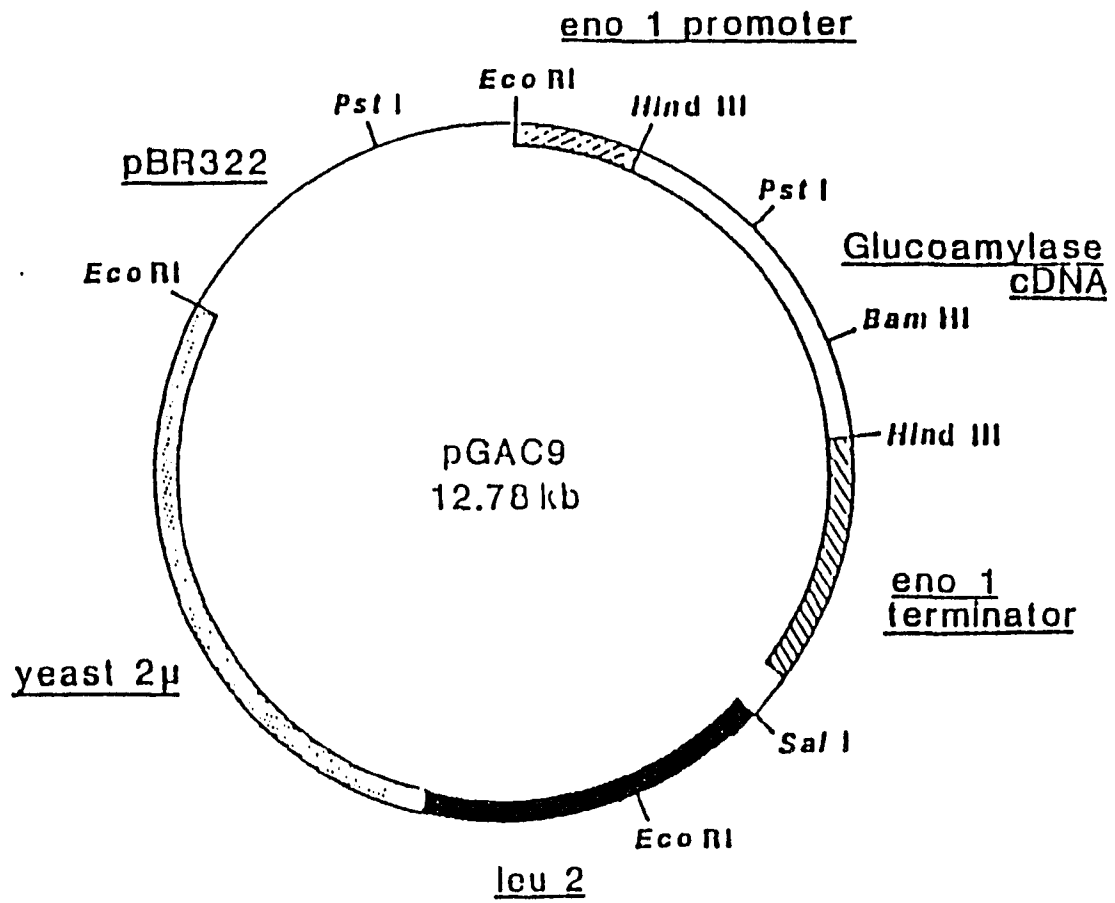 eno 1 promoter
Eco RI
Hind III
Pst I
pBR322
Pst I
Glucoamylase
cDNA
Eco RI
Bam HI
Hind III
pGAC9
12.78 kb
eno 1
terminator
yeast 2μ
Sal I
Eco RI
leu 2